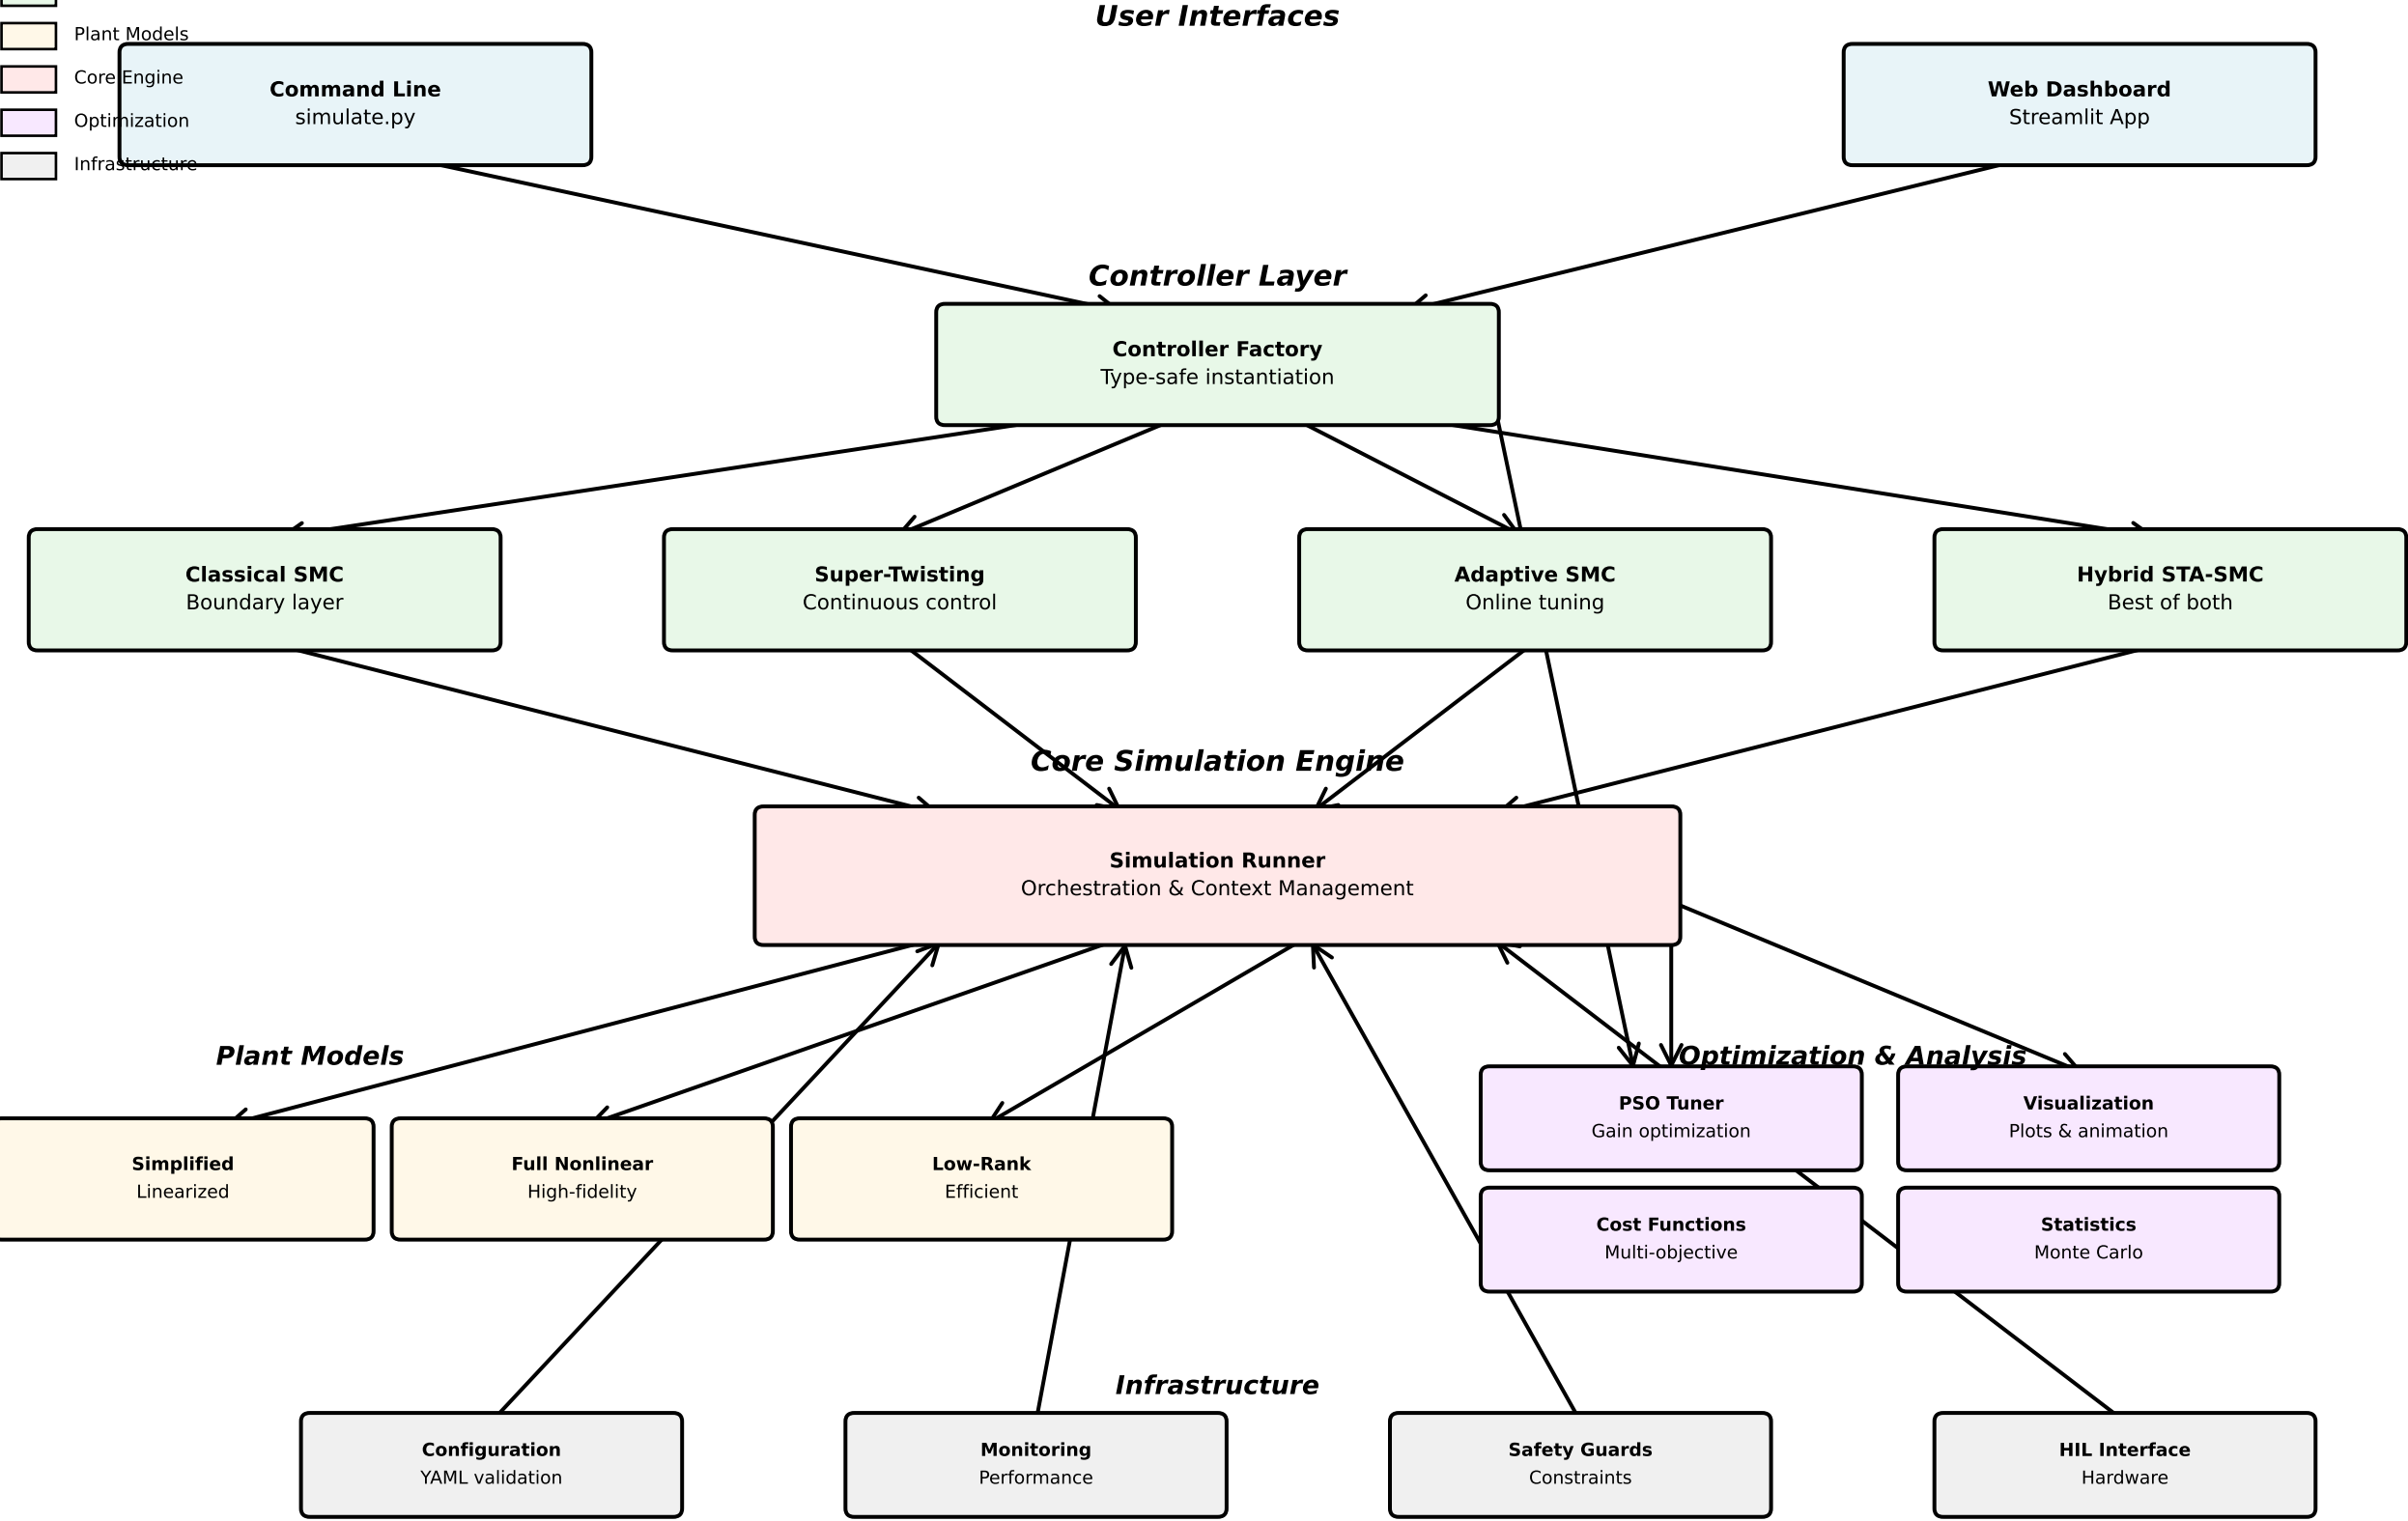 User Interfaces
Plant Models
Core Engine
Optimization
Infrastructure
Command Line
simulate.py
Web Dashboard
Streamlit App
Controller Layer
Controller Factory
Type-safe instantiation
Classical SMC
Boundary layer
Super-Twisting
Continuous control
Adaptive SMC
Online tuning
Hybrid STA-SMC
Best of both
Core Simulation Engine
Simulation Runner
Orchestration & Context Management
Plant Models
Optimization & Analysis
Simplified
Linearized
Full Nonlinear
High-fidelity
Low-Rank
Efficient
PSO Tuner
Gain optimization
Visualization
Plots & animation
Cost Functions
Multi-objective
Statistics
Monte Carlo
Infrastructure
Configuration
YAML validation
Monitoring
Performance
Safety Guards
Constraints
HIL Interface
Hardware